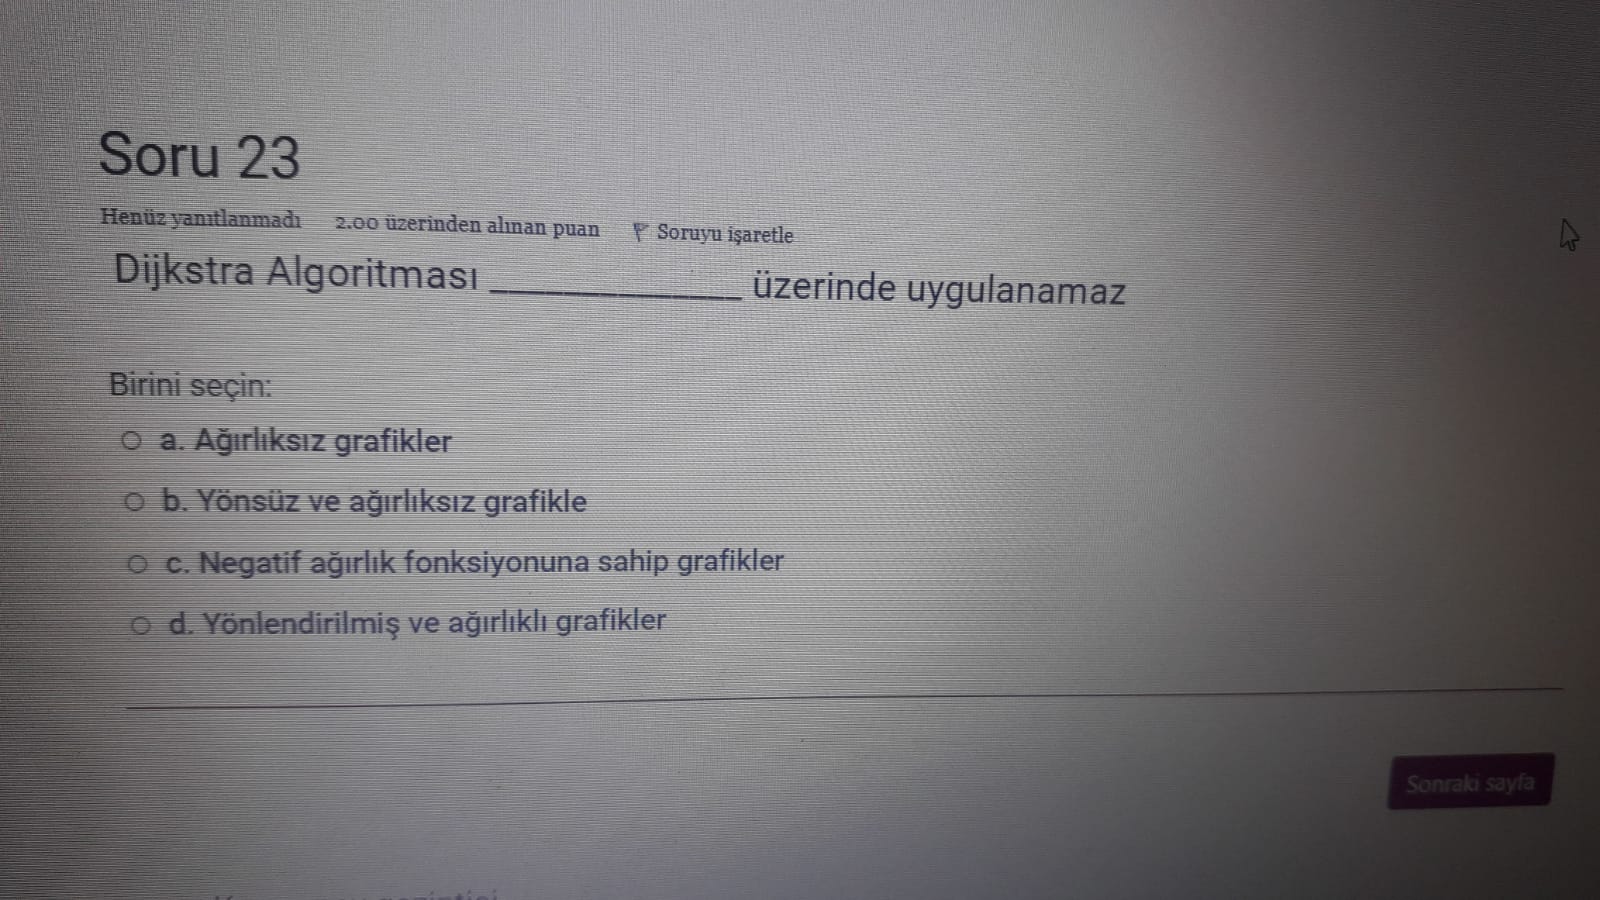 Soru 23
Henüz yanıtlanmadı 2.00 üzerinden alınan puan Soruyu işaretle
Dijkstra Algoritması ______________ üzerinde uygulanamaz
Birini seçin:
a. Ağırlıksız grafikler
b. Yönsüz ve ağırlıksız grafikle
c. Negatif ağırlık fonksiyonuna sahip grafikler
d. Yönlendirilmiş ve ağırlıklı grafikler
Sonraki sayfa